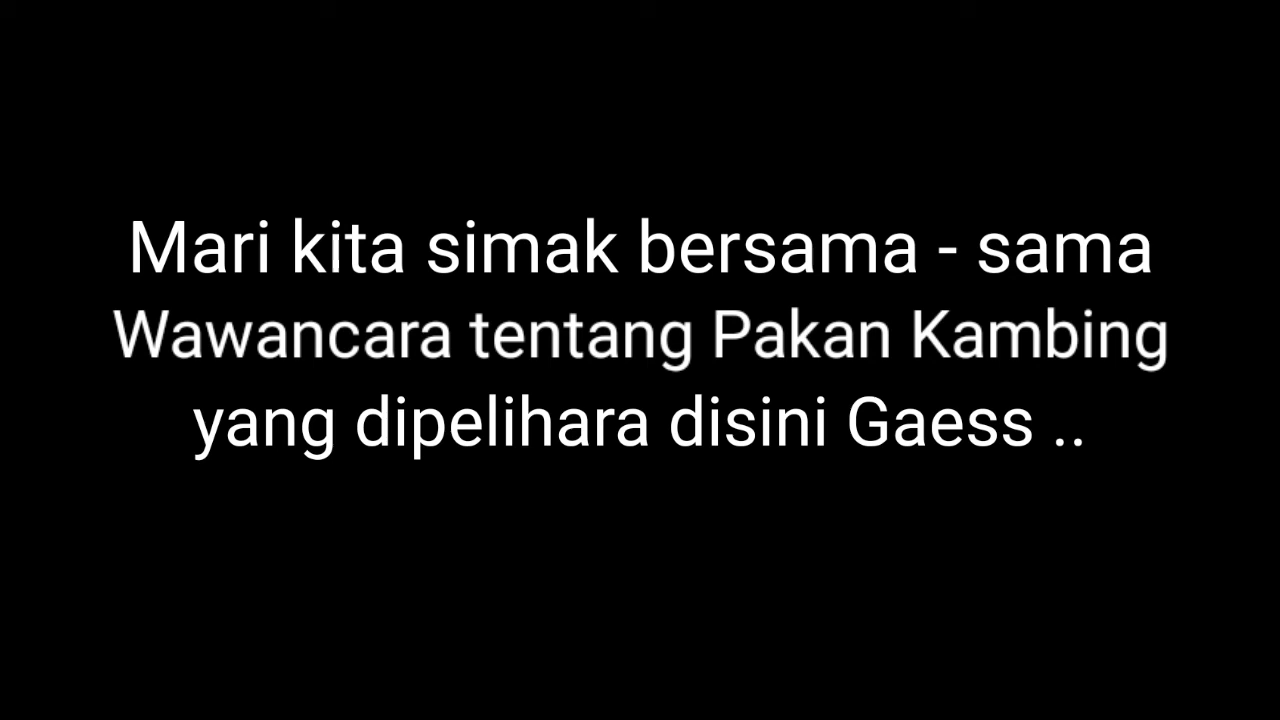 Mari kita simak bersama - sama
Wawancara tentang Pakan Kambing
yang dipelihara disini Gaess ..